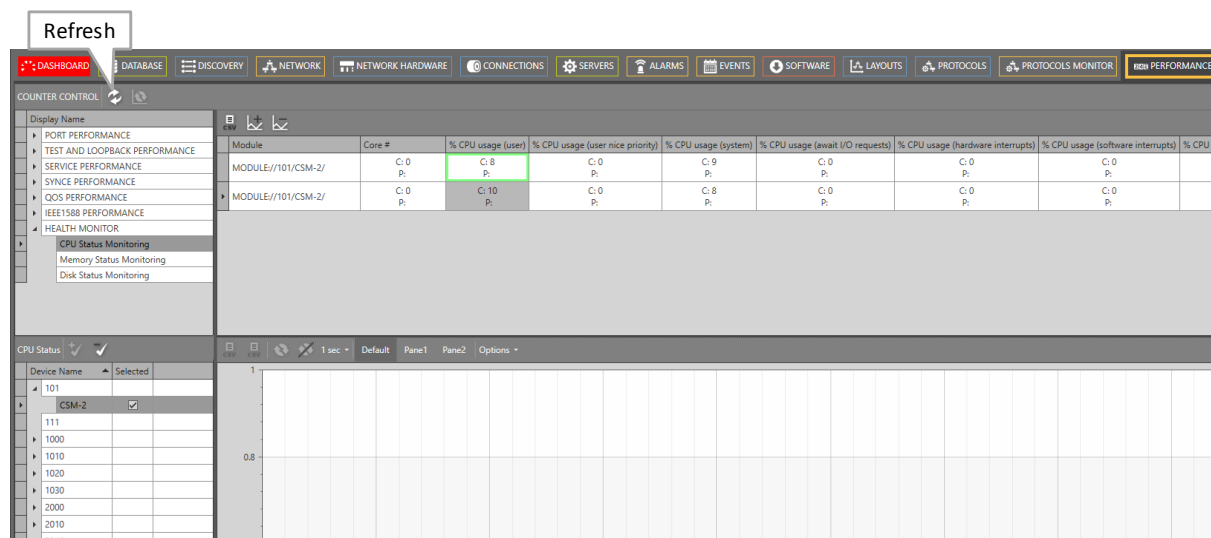 Refresh
DASHBOARD DATABASE DISCOVERY NETWORK NETWORK HARDWARE CONNECTIONS SERVERS ALARMS EVENTS SOFTWARE LAYOUTS PROTOCOLS PROTOCOLS MONITOR PERFORMANCE
COUNTER CONTROL
Display Name
PORT PERFORMANCE
TEST AND LOOPBACK PERFORMANCE
SERVICE PERFORMANCE
SYNCE PERFORMANCE
QOS PERFORMANCE
IEEE1588 PERFORMANCE
HEALTH MONITOR
CPU Status Monitoring
Memory Status Monitoring
Disk Status Monitoring
CSV
Module Core # % CPU usage (user) % CPU usage (user nice priority) % CPU usage (system) % CPU usage (await I/O requests) % CPU usage (hardware interrupts) % CPU usage (software interrupts) % CPU
MODULE://101/CSM-2/ C: 0 C: 8 C: 0 C: 9 C: 0 C: 0 C: 0
P: P: P: P: P: P: P:
MODULE://101/CSM-2/ C: 0 C: 10 C: 0 C: 8 C: 0 C: 0 C: 0
P: P: P: P: P: P: P:
CPU Status
Device Name Selected
101
CSM-2
111
1000
1010
1020
1030
2000
2010
CSV CSV 1 sec Default Pane1 Pane2 Options
1
0.8